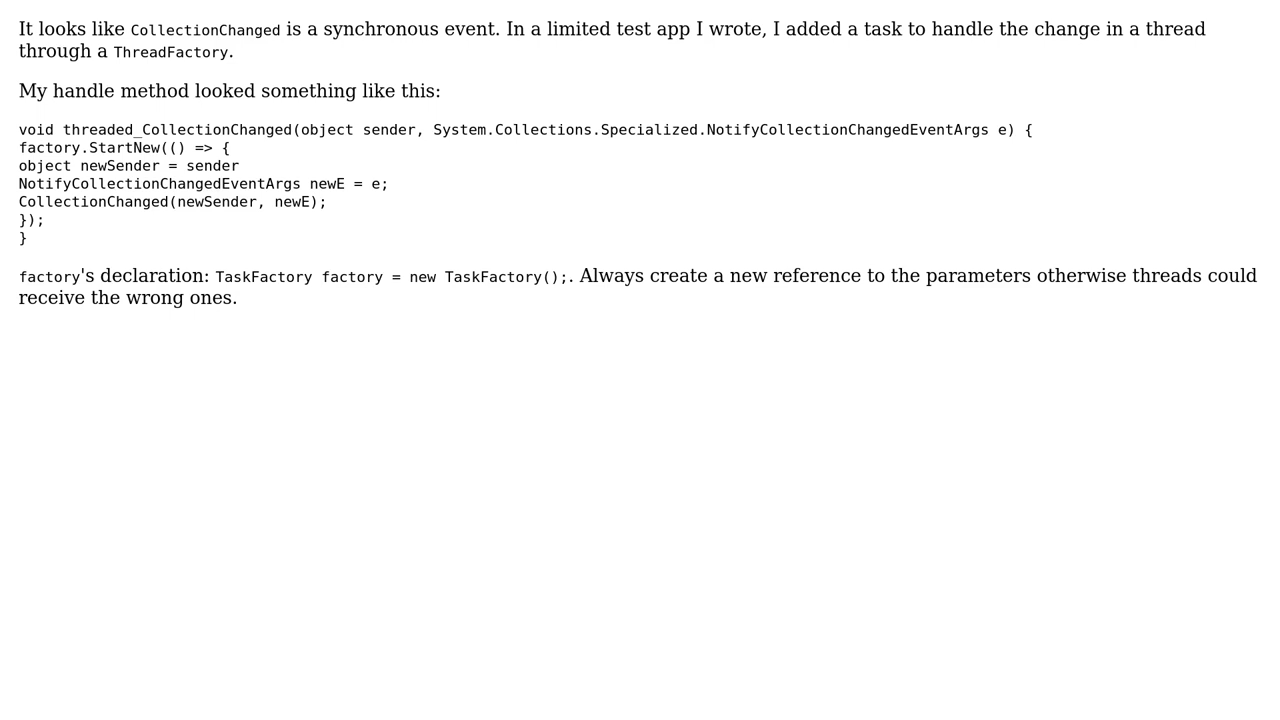 It looks like CollectionChanged is a synchronous event. In a limited test app I wrote, I added a task to handle the change in a thread
through a ThreadFactory.
My handle method looked something like this:
void threaded_CollectionChanged(object sender, System.Collections.Specialized.NotifyCollectionChangedEventArgs e) {
factory.StartNew(() => {
object newSender = sender
NotifyCollectionChangedEventArgs newE = e;
CollectionChanged(newSender, newE);
});
}
factory's declaration: TaskFactory factory = new TaskFactory();. Always create a new reference to the parameters otherwise threads could
receive the wrong ones.